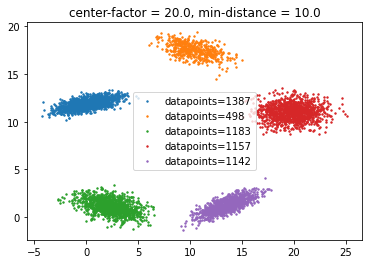 center-factor = 20.0, min-distance = 10.0
20
15
10
5
0
datapoints=1387
datapoints=498
datapoints=1183
datapoints=1157
datapoints=1142
−5 0 5 10 15 20 25